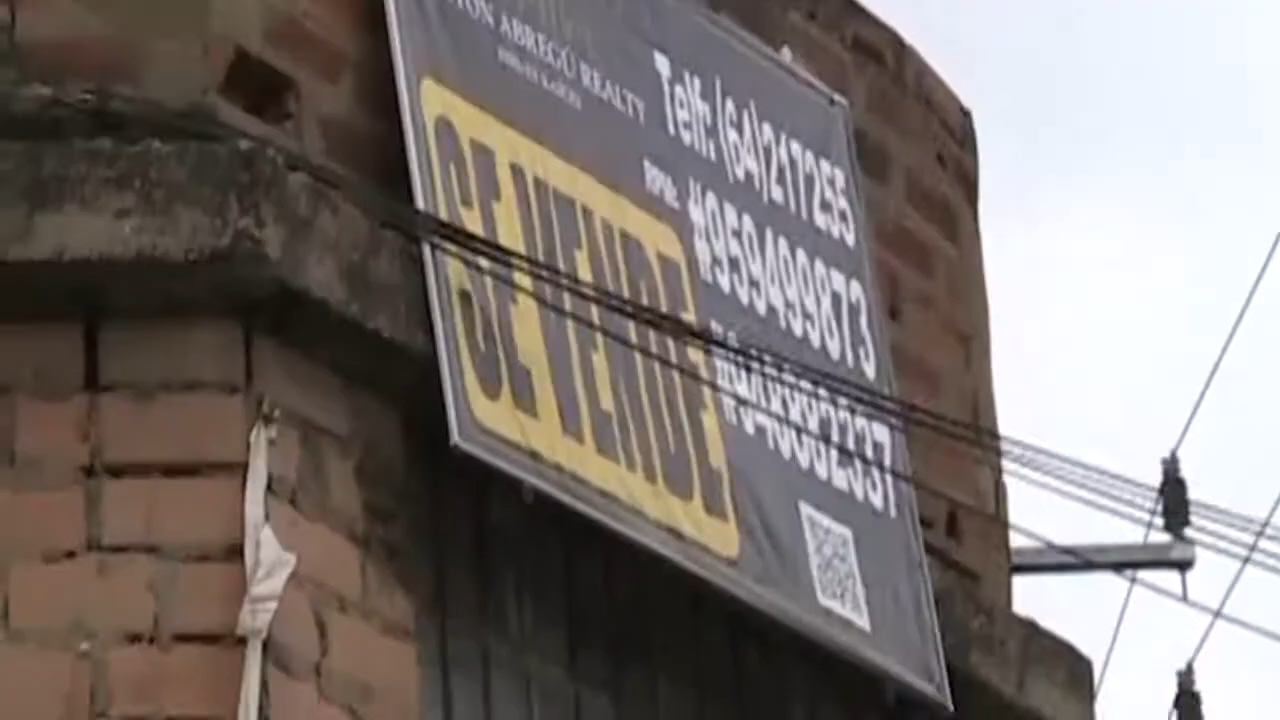 ABREGÚ REALTY
Telf: (64)217255
RPM: #959499873
SE VENDE